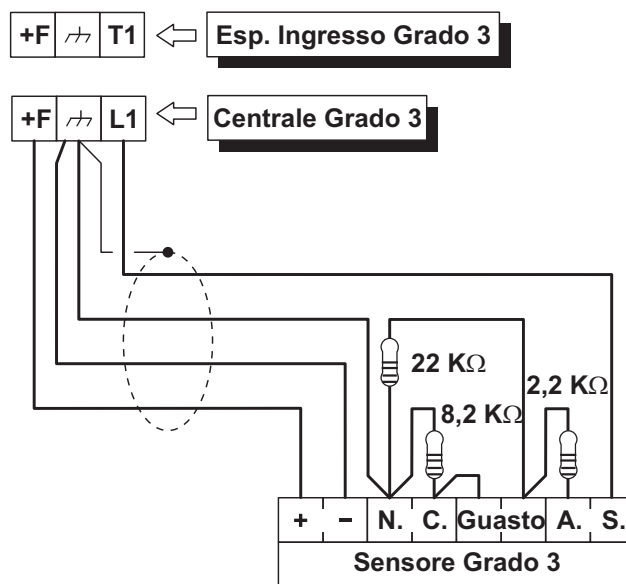 +F T1 Esp. Ingresso Grado 3
+F L1 Centrale Grado 3
22 KΩ 2,2 KΩ
8,2 KΩ
+ − N. C. Guasto A. S.
Sensore Grado 3